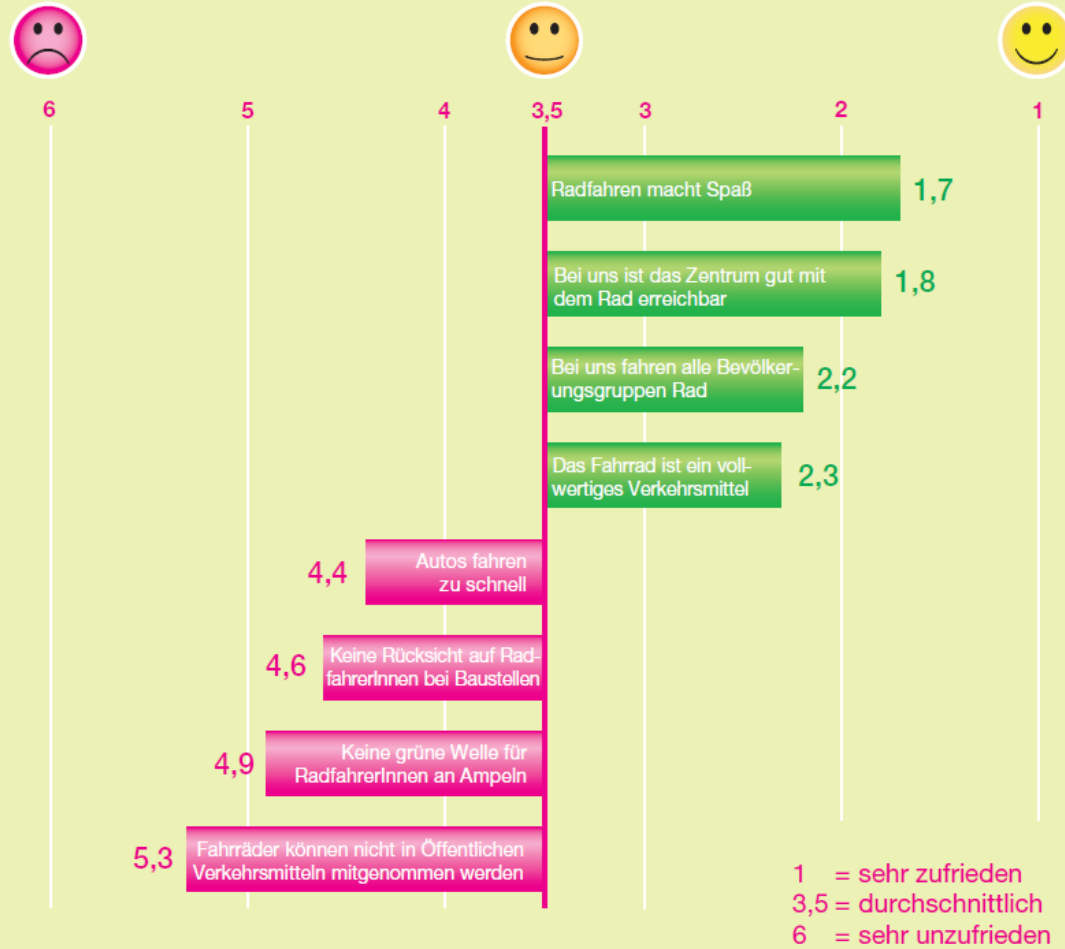 6 5 4 3,5 3 2 1
Radfahren macht Spaß
1,7
Bei uns ist das Zentrum gut mit
dem Rad erreichbar
1,8
Bei uns fahren alle Bevölker-
ungsgruppen Rad
2,2
Das Fahrrad ist ein voll-
wertiges Verkehrsmittel
2,3
4,4
Autos fahren
zu schnell
4,6
Keine Rücksicht auf Rad-
fahrerInnen bei Baustellen
4,9
Keine grüne Welle für
RadfahrerInnen an Ampeln
5,3
Fahrräder können nicht in Öffentlichen
Verkehrsmitteln mitgenommen werden
1 = sehr zufrieden
3,5 = durchschnittlich
6 = sehr unzufrieden